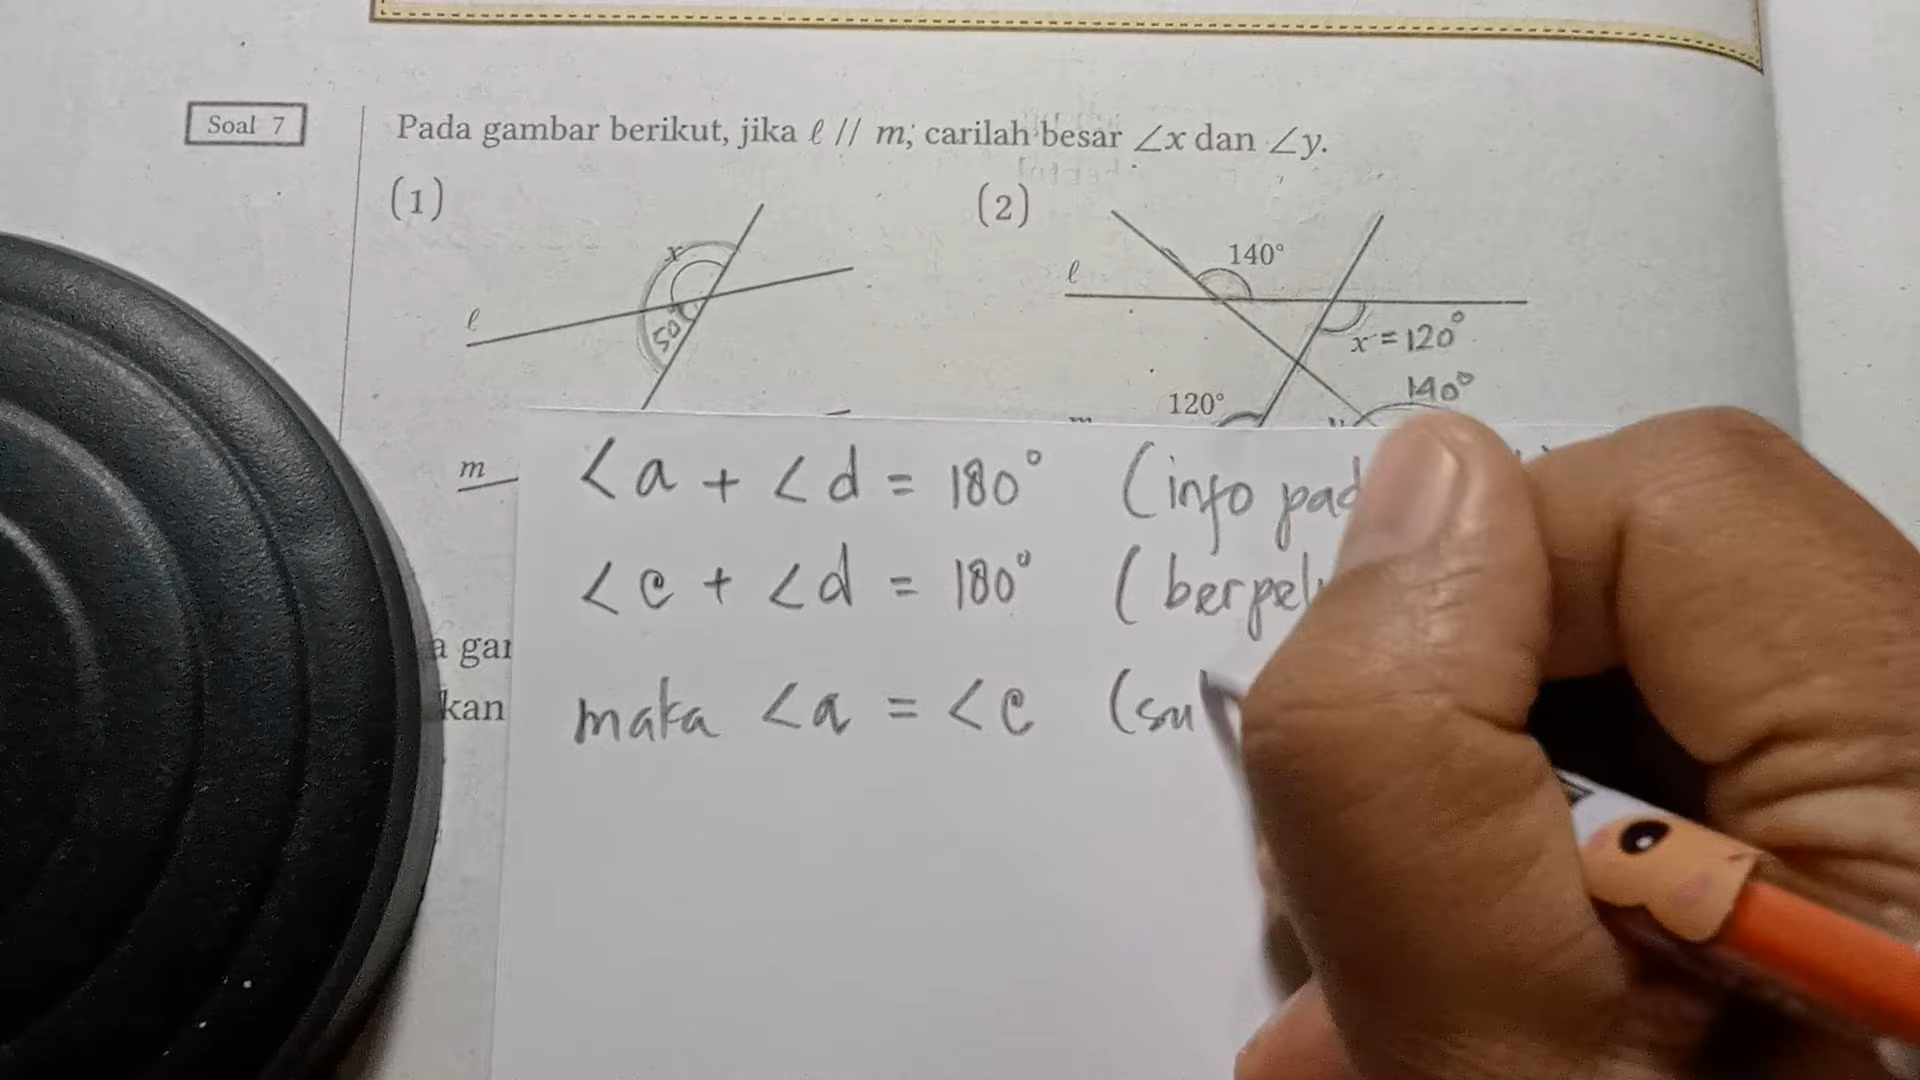 Soal 7
Pada gambar berikut, jika ℓ // m, carilah besar ∠x dan ∠y.
(1)
(2)
x
ℓ
50
140°
ℓ
x = 120°
140°
120°
m
∠a + ∠d = 180° (info pad
∠c + ∠d = 180° (berpel
maka ∠a = ∠c (su
a gar
kan